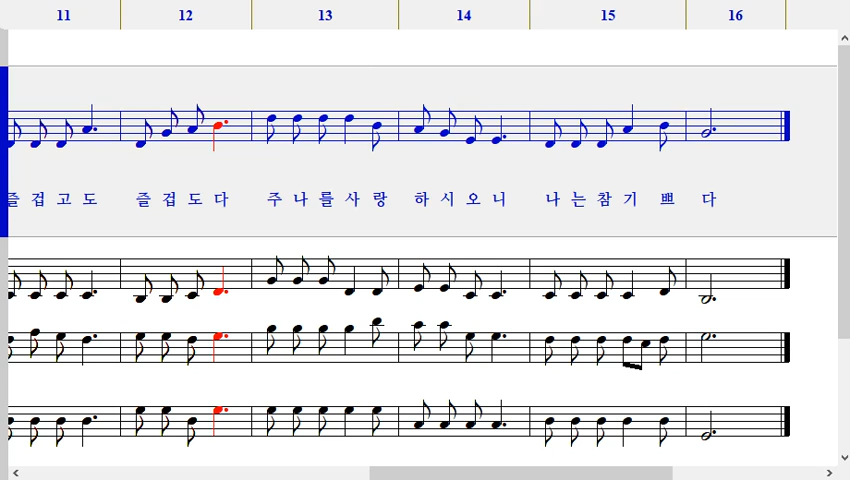 11 12 13 14 15 16
즐 겁 고 도 즐 겁 도 다 주 나 를 사 랑 하 시 오 니 나 는 참 기 쁘 다